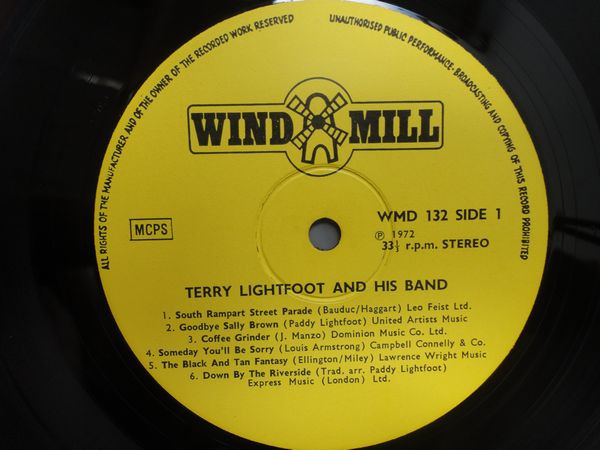 ALL RIGHTS OF THE MANUFACTURER AND OF THE OWNER OF THE RECORDED WORK RESERVED
UNAUTHORISED PUBLIC PERFORMANCE · BROADCASTING AND COPYING OF THIS RECORD PROHIBITED
WIND MILL
MCPS
WMD 132 SIDE 1
Ⓟ 1972
33⅓ r.p.m. STEREO
TERRY LIGHTFOOT AND HIS BAND
1. South Rampart Street Parade (Bauduc/Haggart) Leo Feist Ltd.
2. Goodbye Sally Brown (Paddy Lightfoot) United Artists Music
3. Coffee Grinder (J. Manzo) Dominion Music Co. Ltd.
4. Someday You'll Be Sorry (Louis Armstrong) Campbell Connelly & Co.
5. The Black And Tan Fantasy (Ellington/Miley) Lawrence Wright Music
6. Down By The Riverside (Trad. arr. Paddy Lightfoot)
Express Music (London) Ltd.